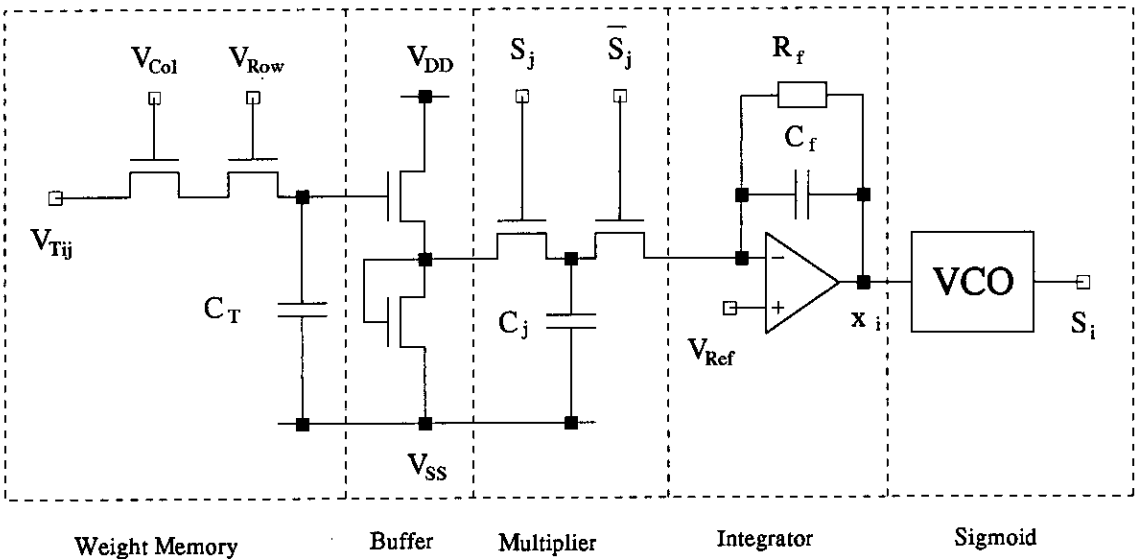 V_Col
V_Row
V_DD
S_j
S̅_j
R_f
C_f
V_Tij
C_T
C_j
−
+
V_Ref
x_i
VCO
S_i
V_SS
Weight Memory
Buffer
Multiplier
Integrator
Sigmoid